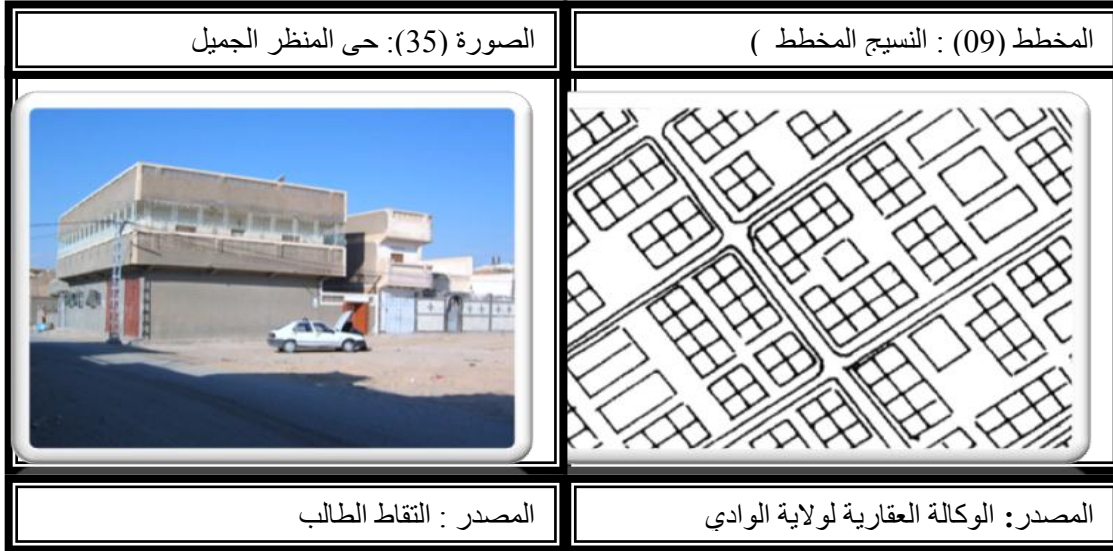 المخطط (09) : النسيج المخطط )
الصورة (35): حى المنظر الجميل
المصدر: الوكالة العقارية لولاية الوادي
المصدر : التقاط الطالب